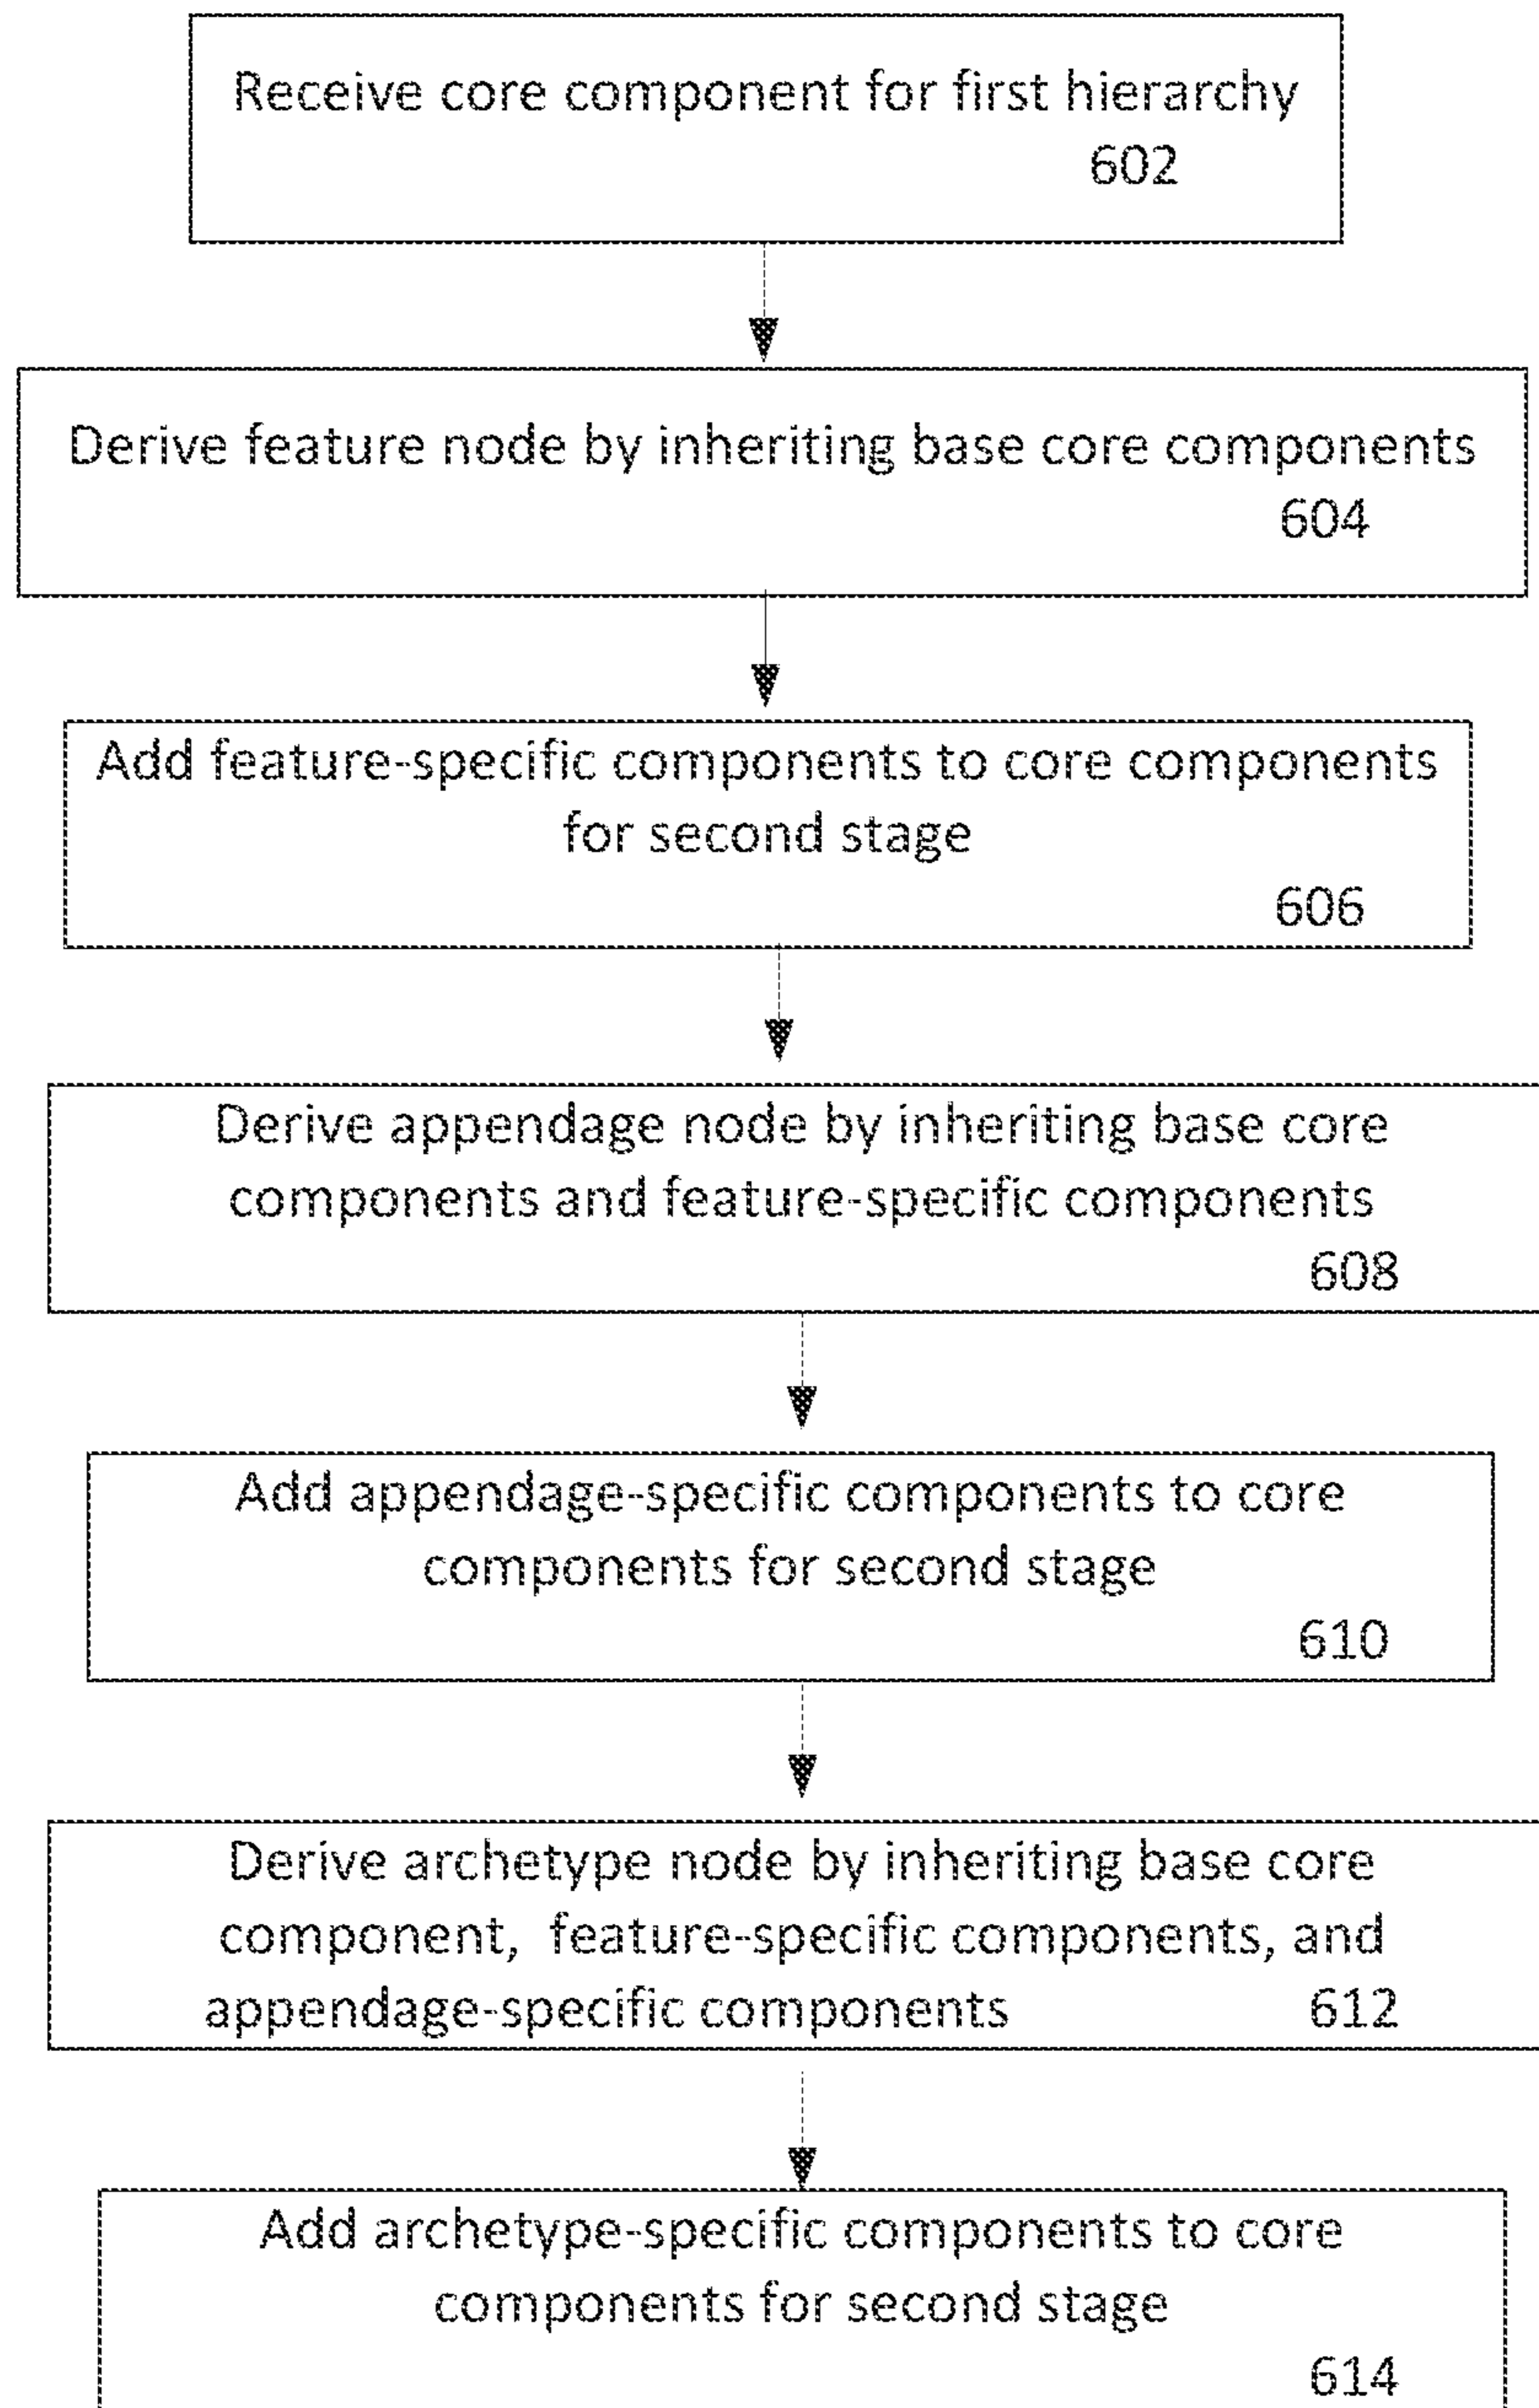 Receive core component for first hierarchy
602
Derive feature node by inheriting base core components
604
Add feature-specific components to core components
for second stage
606
Derive appendage node by inheriting base core
components and feature-specific components
608
Add appendage-specific components to core
components for second stage
610
Derive archetype node by inheriting base core
component, feature-specific components, and
appendage-specific components 612
Add archetype-specific components to core
components for second stage
614